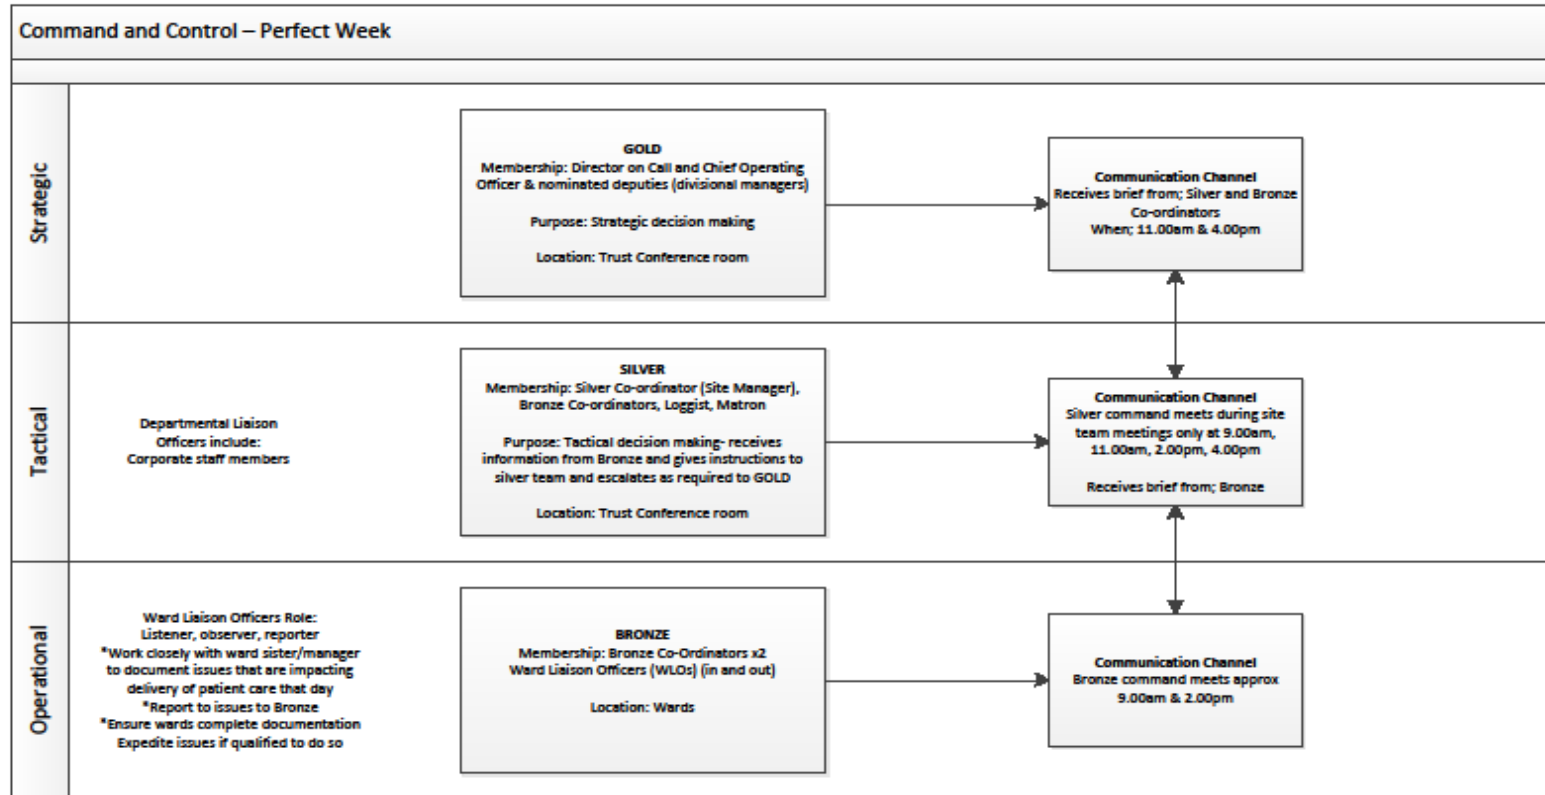 Command and Control – Perfect Week
Strategic
GOLD
Membership: Director on Call and Chief Operating
Officer & nominated deputies (divisional managers)
Purpose: Strategic decision making
Location: Trust Conference room
Communication Channel
Receives brief from; Silver and Bronze
Co-ordinators
When; 11.00am & 4.00pm
Tactical
Departmental Liaison
Officers include:
Corporate staff members
SILVER
Membership: Silver Co-ordinator (Site Manager),
Bronze Co-ordinators, Loggist, Matron
Purpose: Tactical decision making- receives
information from Bronze and gives instructions to
silver team and escalates as required to GOLD
Location: Trust Conference room
Communication Channel
Silver command meets during site
team meetings only at 9.00am,
11.00am, 2.00pm, 4.00pm
Receives brief from; Bronze
Operational
Ward Liaison Officers Role:
Listener, observer, reporter
*Work closely with ward sister/manager
to document issues that are impacting
delivery of patient care that day
*Report to issues to Bronze
*Ensure wards complete documentation
Expedite issues if qualified to do so
BRONZE
Membership: Bronze Co-Ordinators x2
Ward Liaison Officers (WLOs) (in and out)
Location: Wards
Communication Channel
Bronze command meets approx
9.00am & 2.00pm